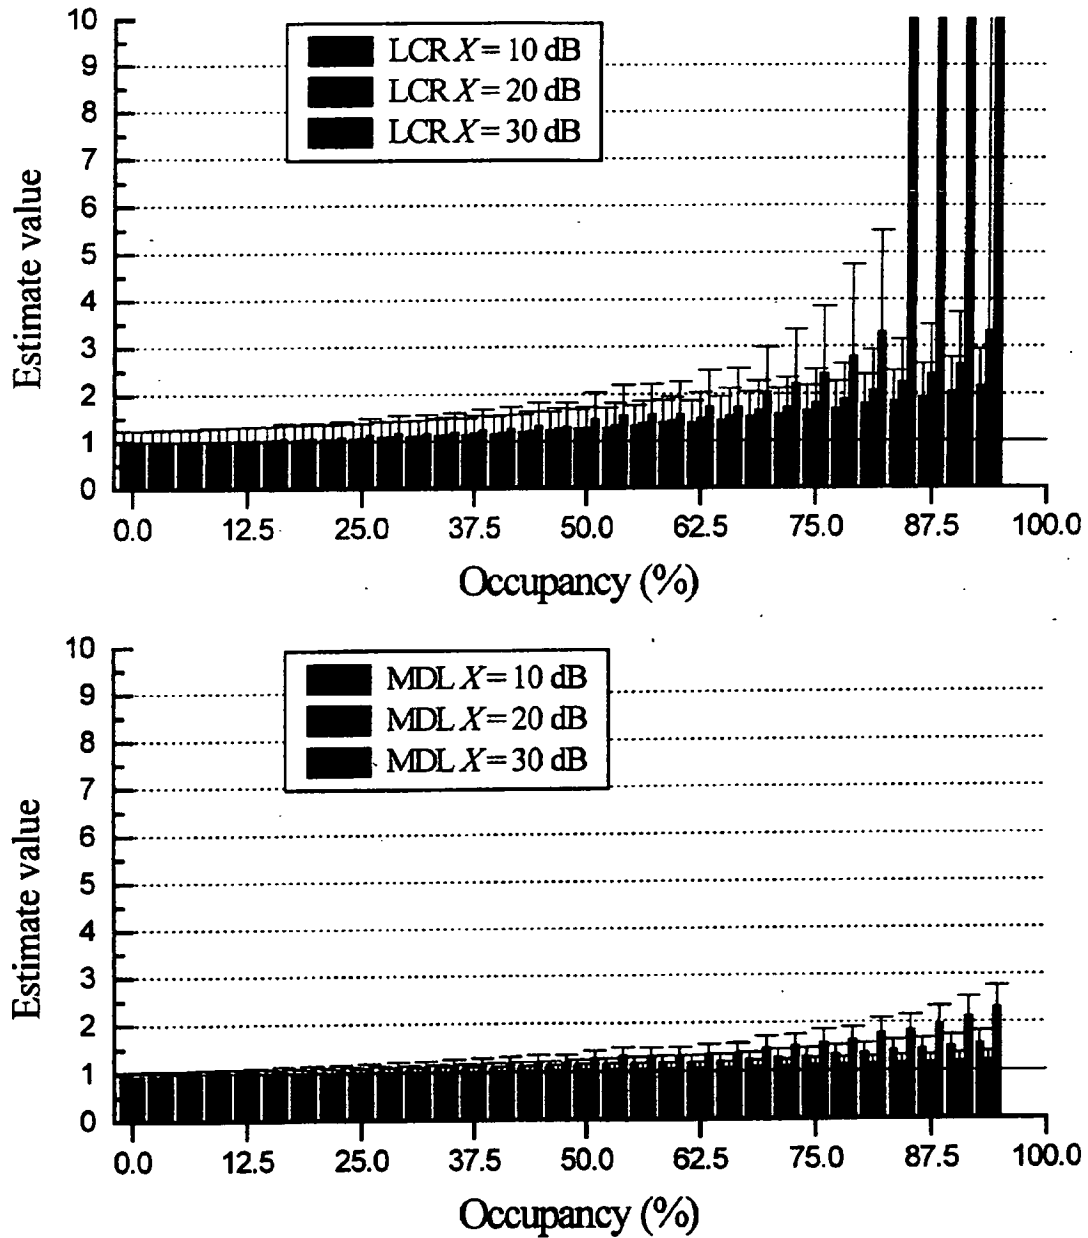 10
9
8
7
6
5
4
3
2
1
0
Estimate value
LCR X = 10 dB
LCR X = 20 dB
LCR X = 30 dB
0.0 12.5 25.0 37.5 50.0 62.5 75.0 87.5 100.0
Occupancy (%)
10
9
8
7
6
5
4
3
2
1
0
Estimate value
MDL X = 10 dB
MDL X = 20 dB
MDL X = 30 dB
0.0 12.5 25.0 37.5 50.0 62.5 75.0 87.5 100.0
Occupancy (%)